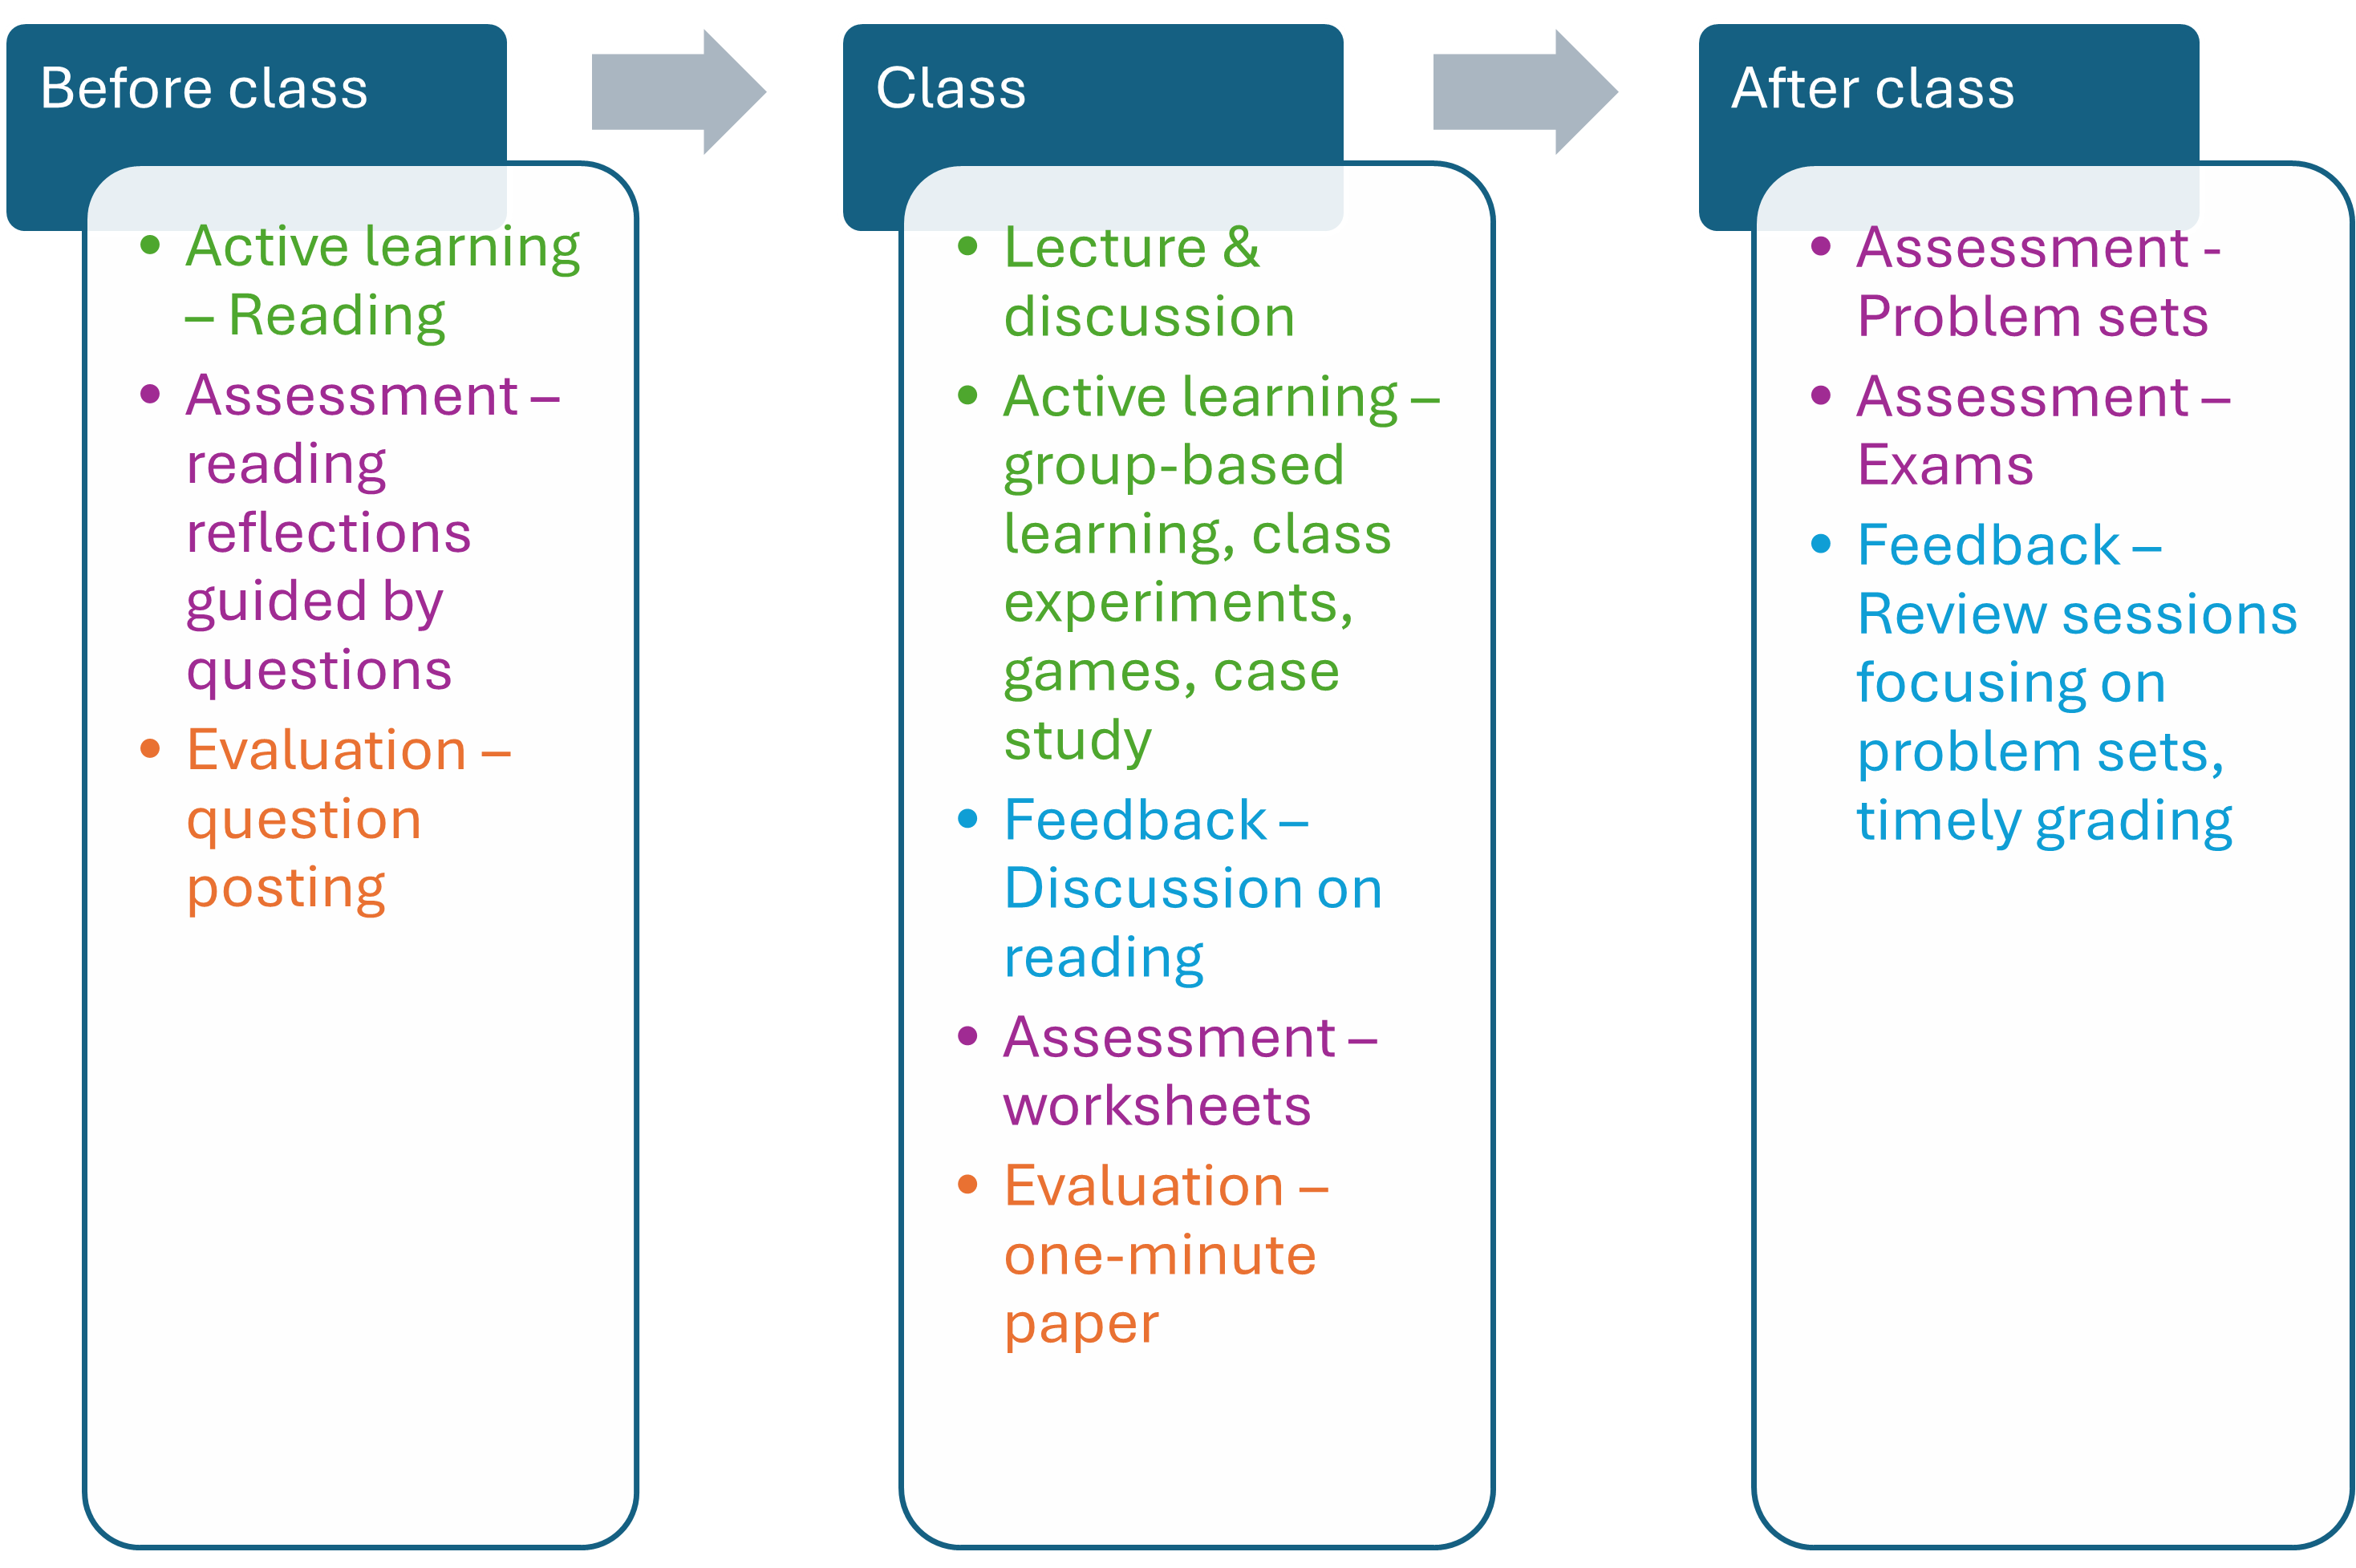 Before class
• Active learning
– Reading
• Assessment –
reading
reflections
guided by
questions
• Evaluation –
question
posting
Class
• Lecture &
discussion
• Active learning –
group-based
learning, class
experiments,
games, case
study
• Feedback –
Discussion on
reading
• Assessment –
worksheets
• Evaluation –
one-minute
paper
After class
• Assessment -
Problem sets
• Assessment –
Exams
• Feedback –
Review sessions
focusing on
problem sets,
timely grading